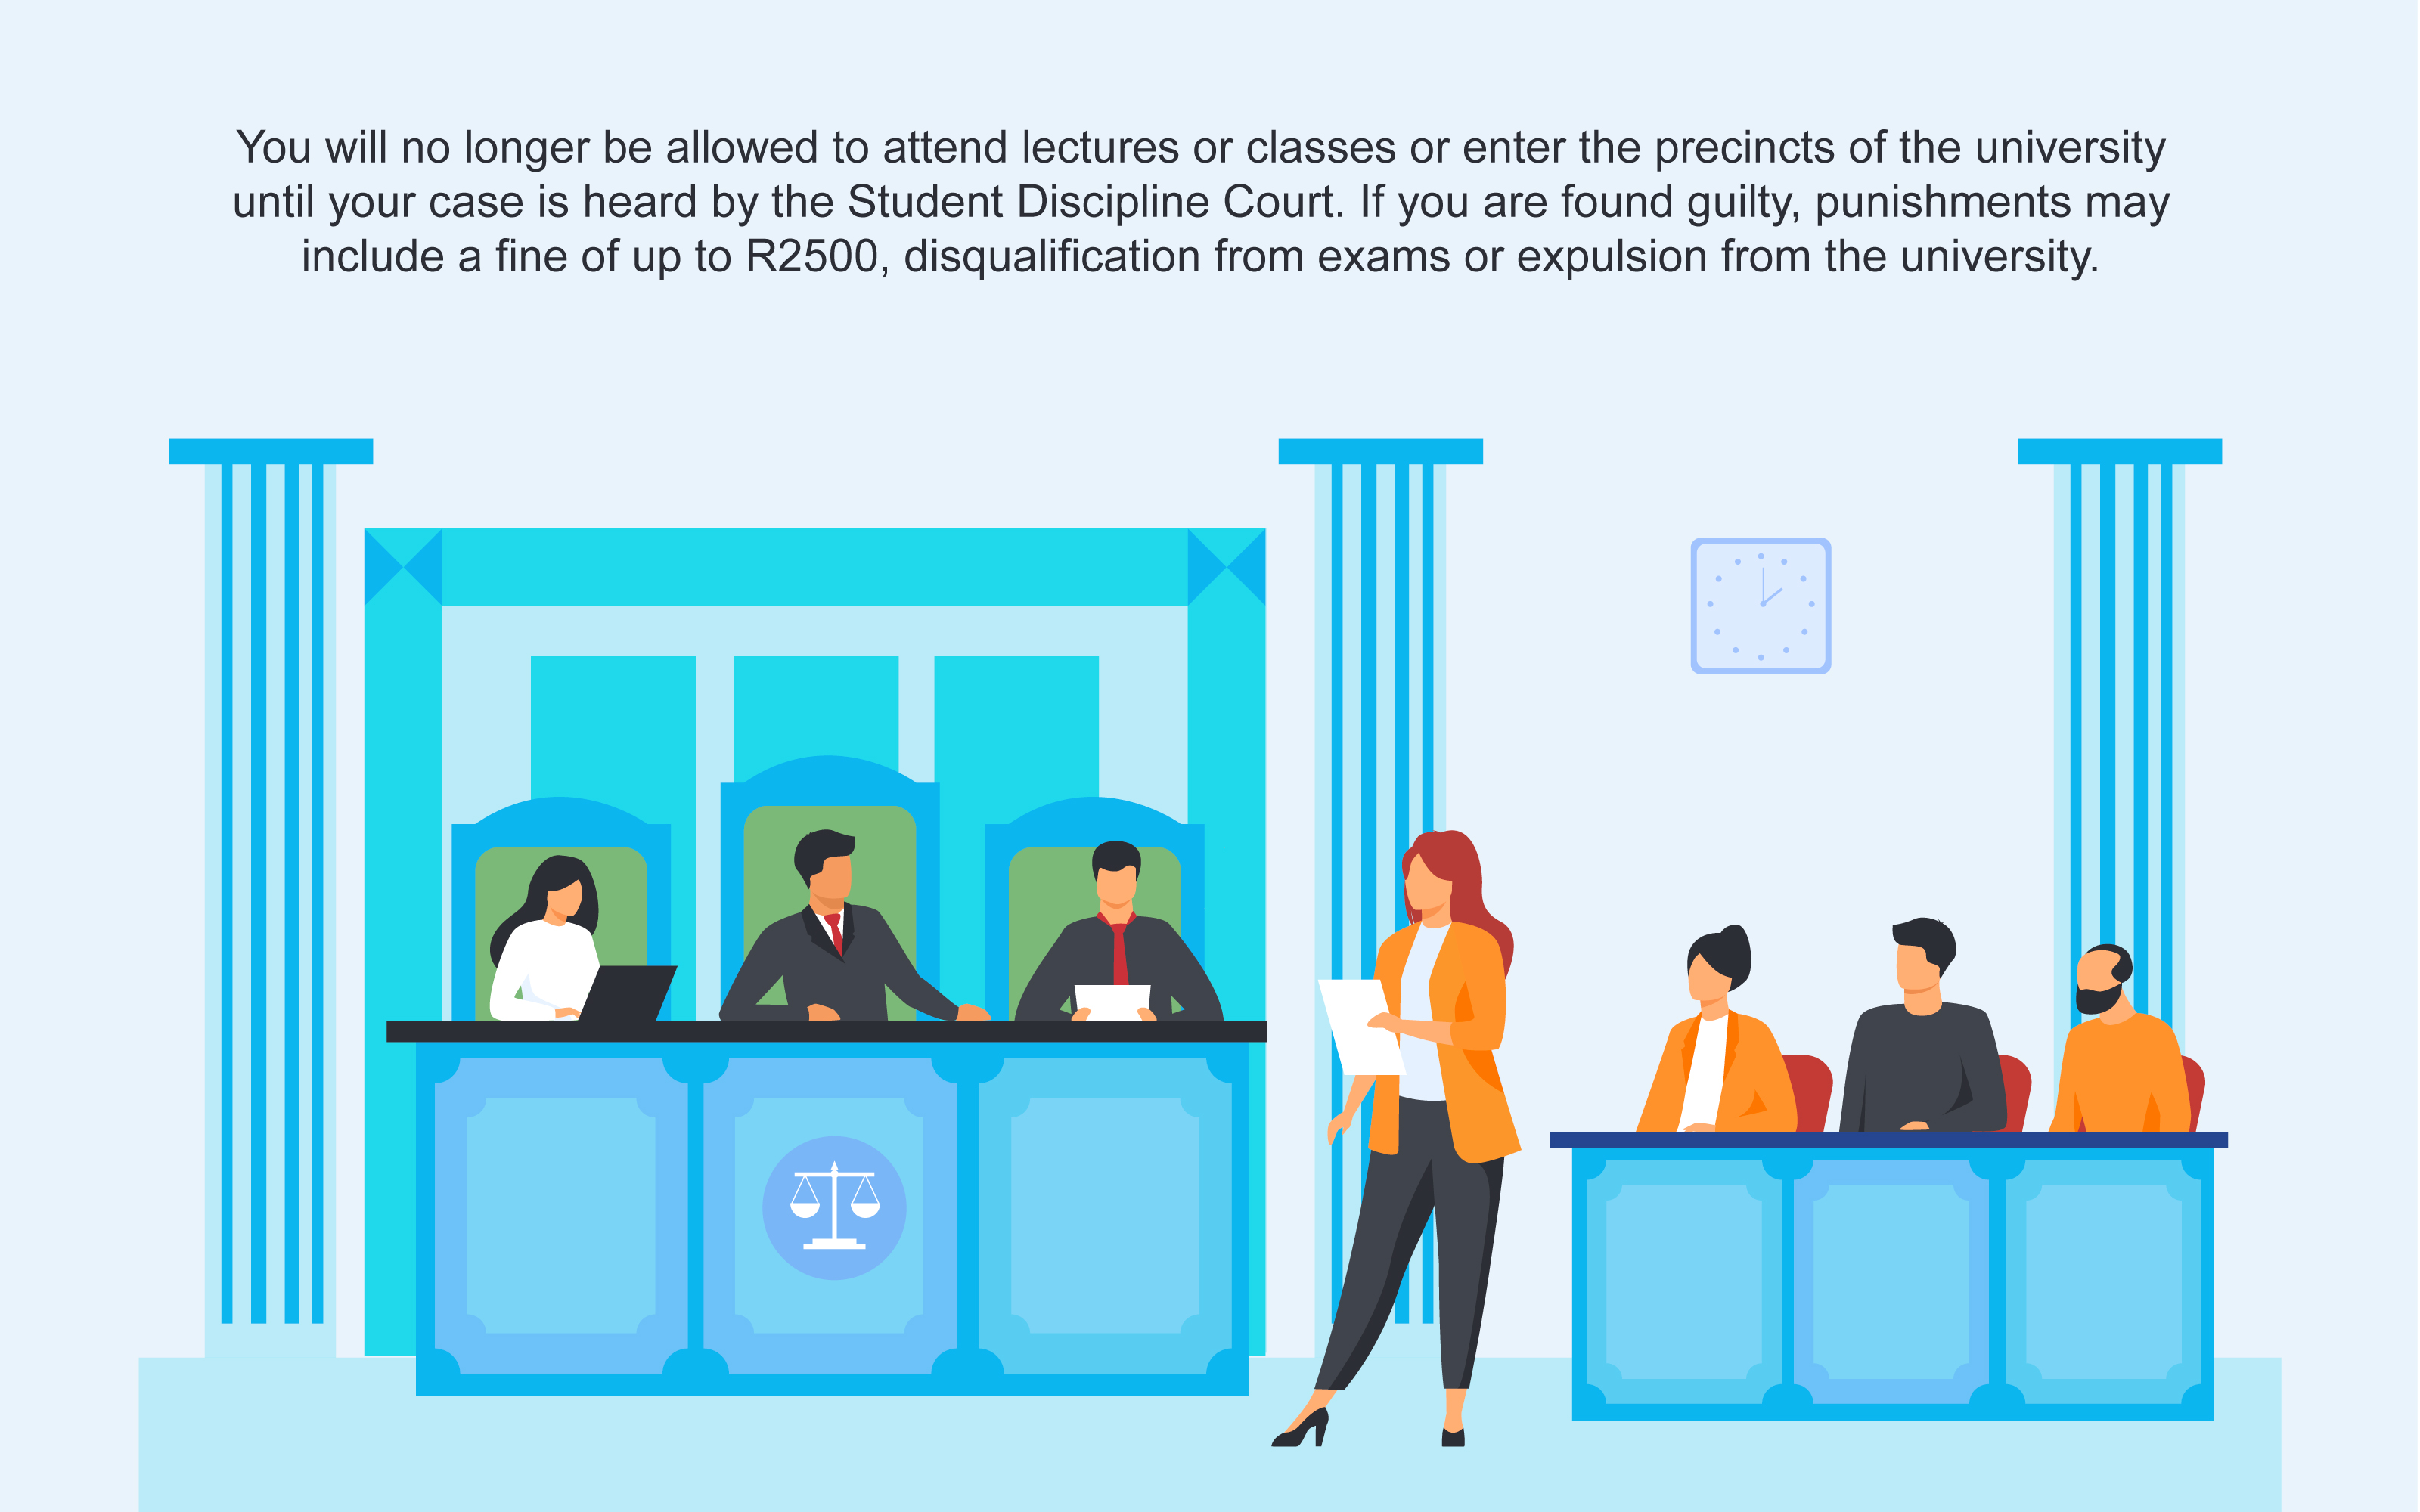 You will no longer be allowed to attend lectures or classes or enter the precincts of the university
until your case is heard by the Student Discipline Court. If you are found guilty, punishments may
include a fine of up to R2500, disqualification from exams or expulsion from the university.